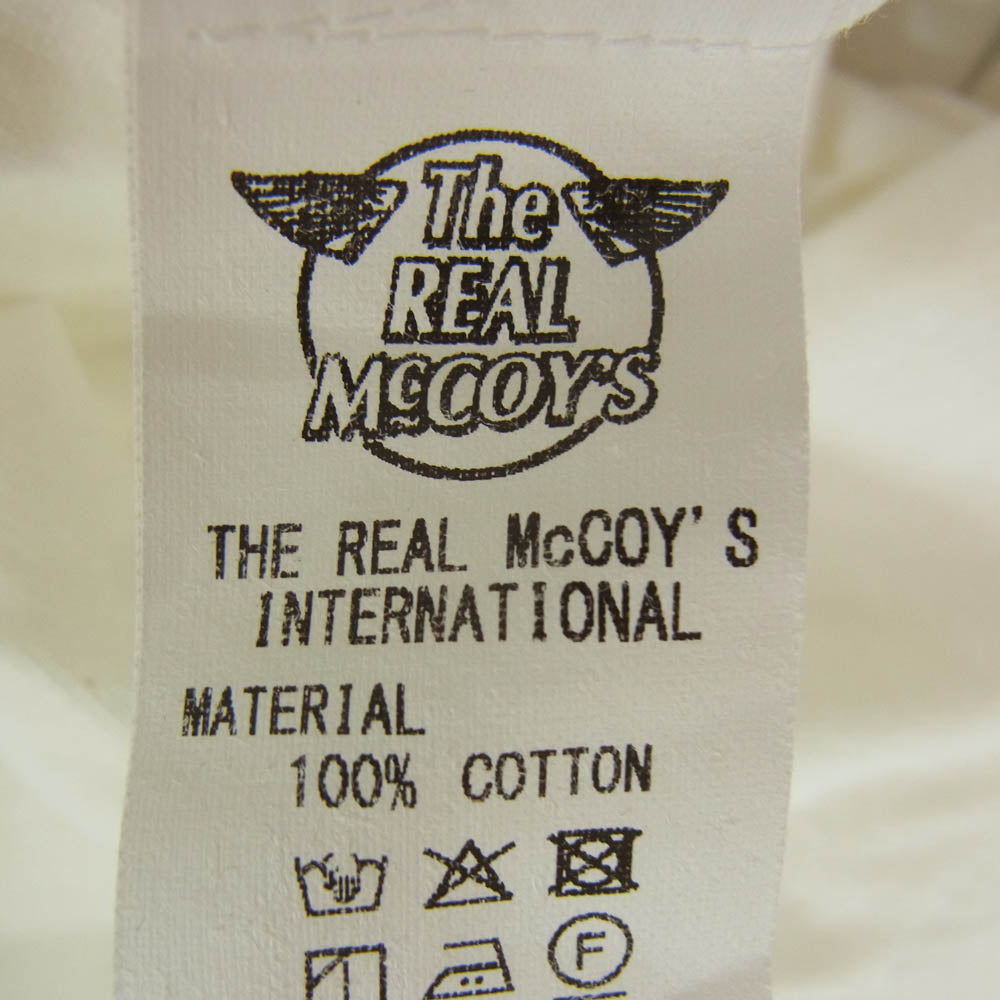 The
REAL
McCOY'S
THE REAL McCOY'S
INTERNATIONAL
MATERIAL
100% COTTON
F